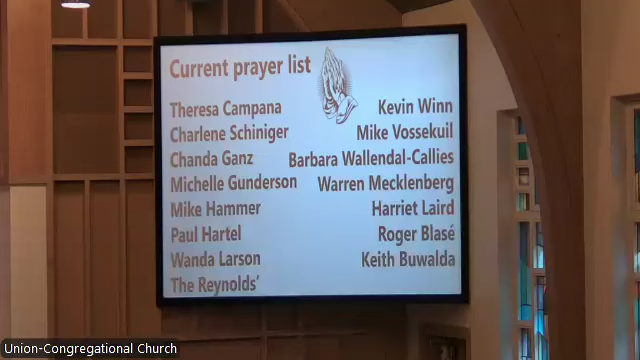 Current prayer list
Theresa Campana
Charlene Schiniger
Chanda Ganz
Michelle Gunderson
Mike Hammer
Paul Hartel
Wanda Larson
The Reynolds'
Kevin Winn
Mike Vossekuil
Barbara Wallendal-Callies
Warren Mecklenberg
Harriet Laird
Roger Blasé
Keith Buwalda
Union-Congregational Church